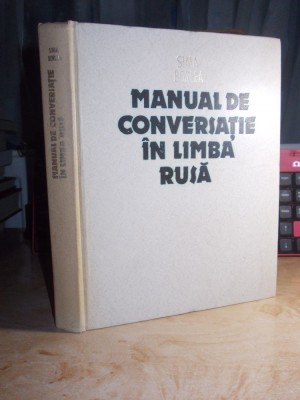 MANUAL DE
CONVERSAȚIE
ÎN LIMBA
RUSĂ
MANUAL DE CONVERSAȚIE
ÎN LIMBA RUSĂ